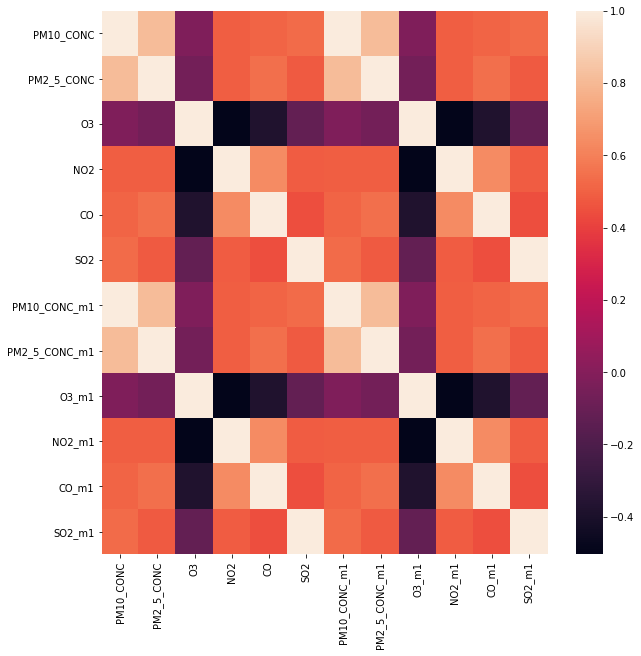 PM10_CONC
PM2_5_CONC
O3
NO2
CO
SO2
PM10_CONC_m1
PM2_5_CONC_m1
O3_m1
NO2_m1
CO_m1
SO2_m1
PM10_CONC
PM2_5_CONC
O3
NO2
CO
SO2
PM10_CONC_m1
PM2_5_CONC_m1
O3_m1
NO2_m1
CO_m1
SO2_m1
1.0
0.8
0.6
0.4
0.2
0.0
−0.2
−0.4